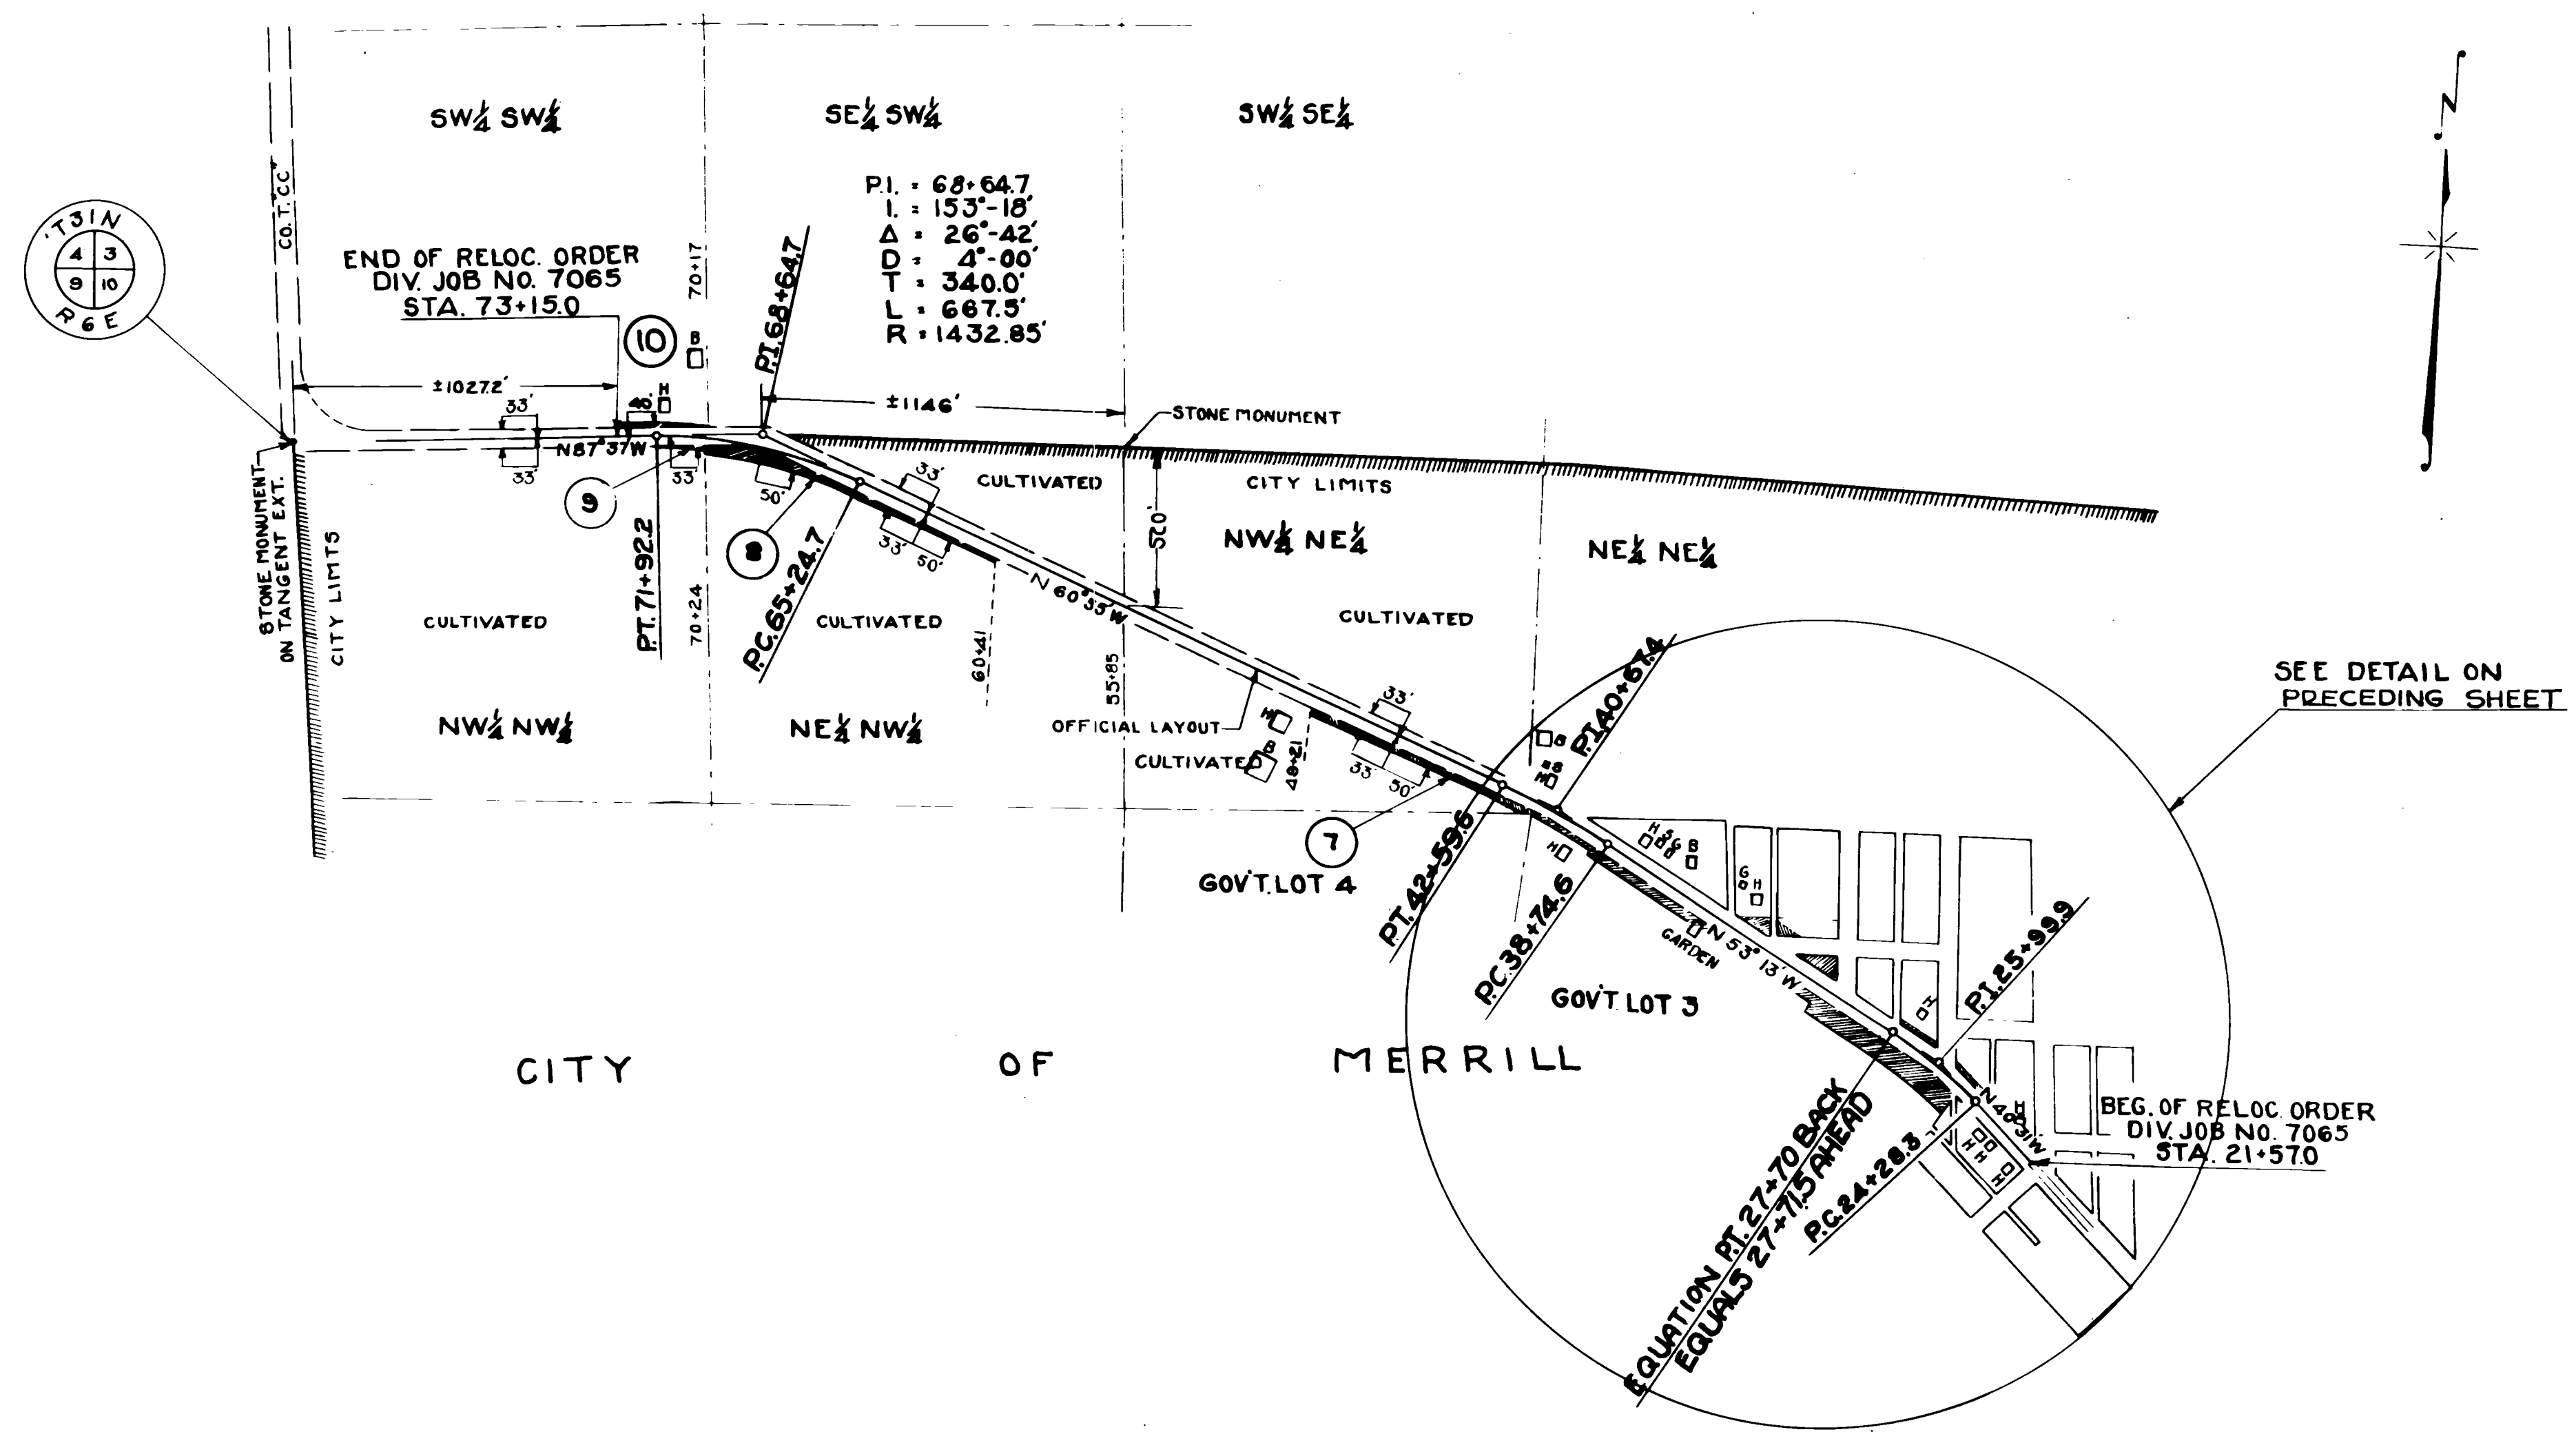 SW¼ SW¼
SE¼ SW¼
SW¼ SE¼
N
CO. T. "CC"
T31N
4 3
9 10
R6E
END OF RELOC. ORDER
DIV. JOB NO. 7065
STA. 73+15.0
P.I. = 68+64.7
I. = 153°-18'
Δ = 26°-42'
D = 4°-00'
T = 340.0'
L = 667.5'
R = 1432.85'
70+17
P.I. 68+64.7
10
B
H
±1027.2'
±1146'
40'
33'
33'
33'
N87°37'W
STONE MONUMENT
STONE MONUMENT
ON TANGENT EXT.
CITY LIMITS
9
8
50'
33'
33'
50'
CULTIVATED
CITY LIMITS
520'
NW¼ NE¼
NE¼ NE¼
P.T. 71+92.2
70+24
P.C. 65+24.7
60+41
N 60°55'W
55+85
CULTIVATED
CULTIVATED
CULTIVATED
NW¼ NW¼
NE¼ NW¼
OFFICIAL LAYOUT
CULTIVATED
H
B
48+21
33'
33'
50'
7
P.I. 40+67.4
B
H
SEE DETAIL ON
PRECEDING SHEET
GOV'T. LOT 4
P.T. 42+59.6
P.C. 38+74.6
H
H S G B
G H
GARDEN
N 53° 13' W
GOV'T. LOT 3
H
P.I. 25+99.9
CITY OF MERRILL
EQUATION P.T. 27+70 BACK
EQUALS 27+71.5 AHEAD
P.C. 24+28.3
N 40°31'W
H
H H
H
BEG. OF RELOC. ORDER
DIV. JOB NO. 7065
STA. 21+57.0